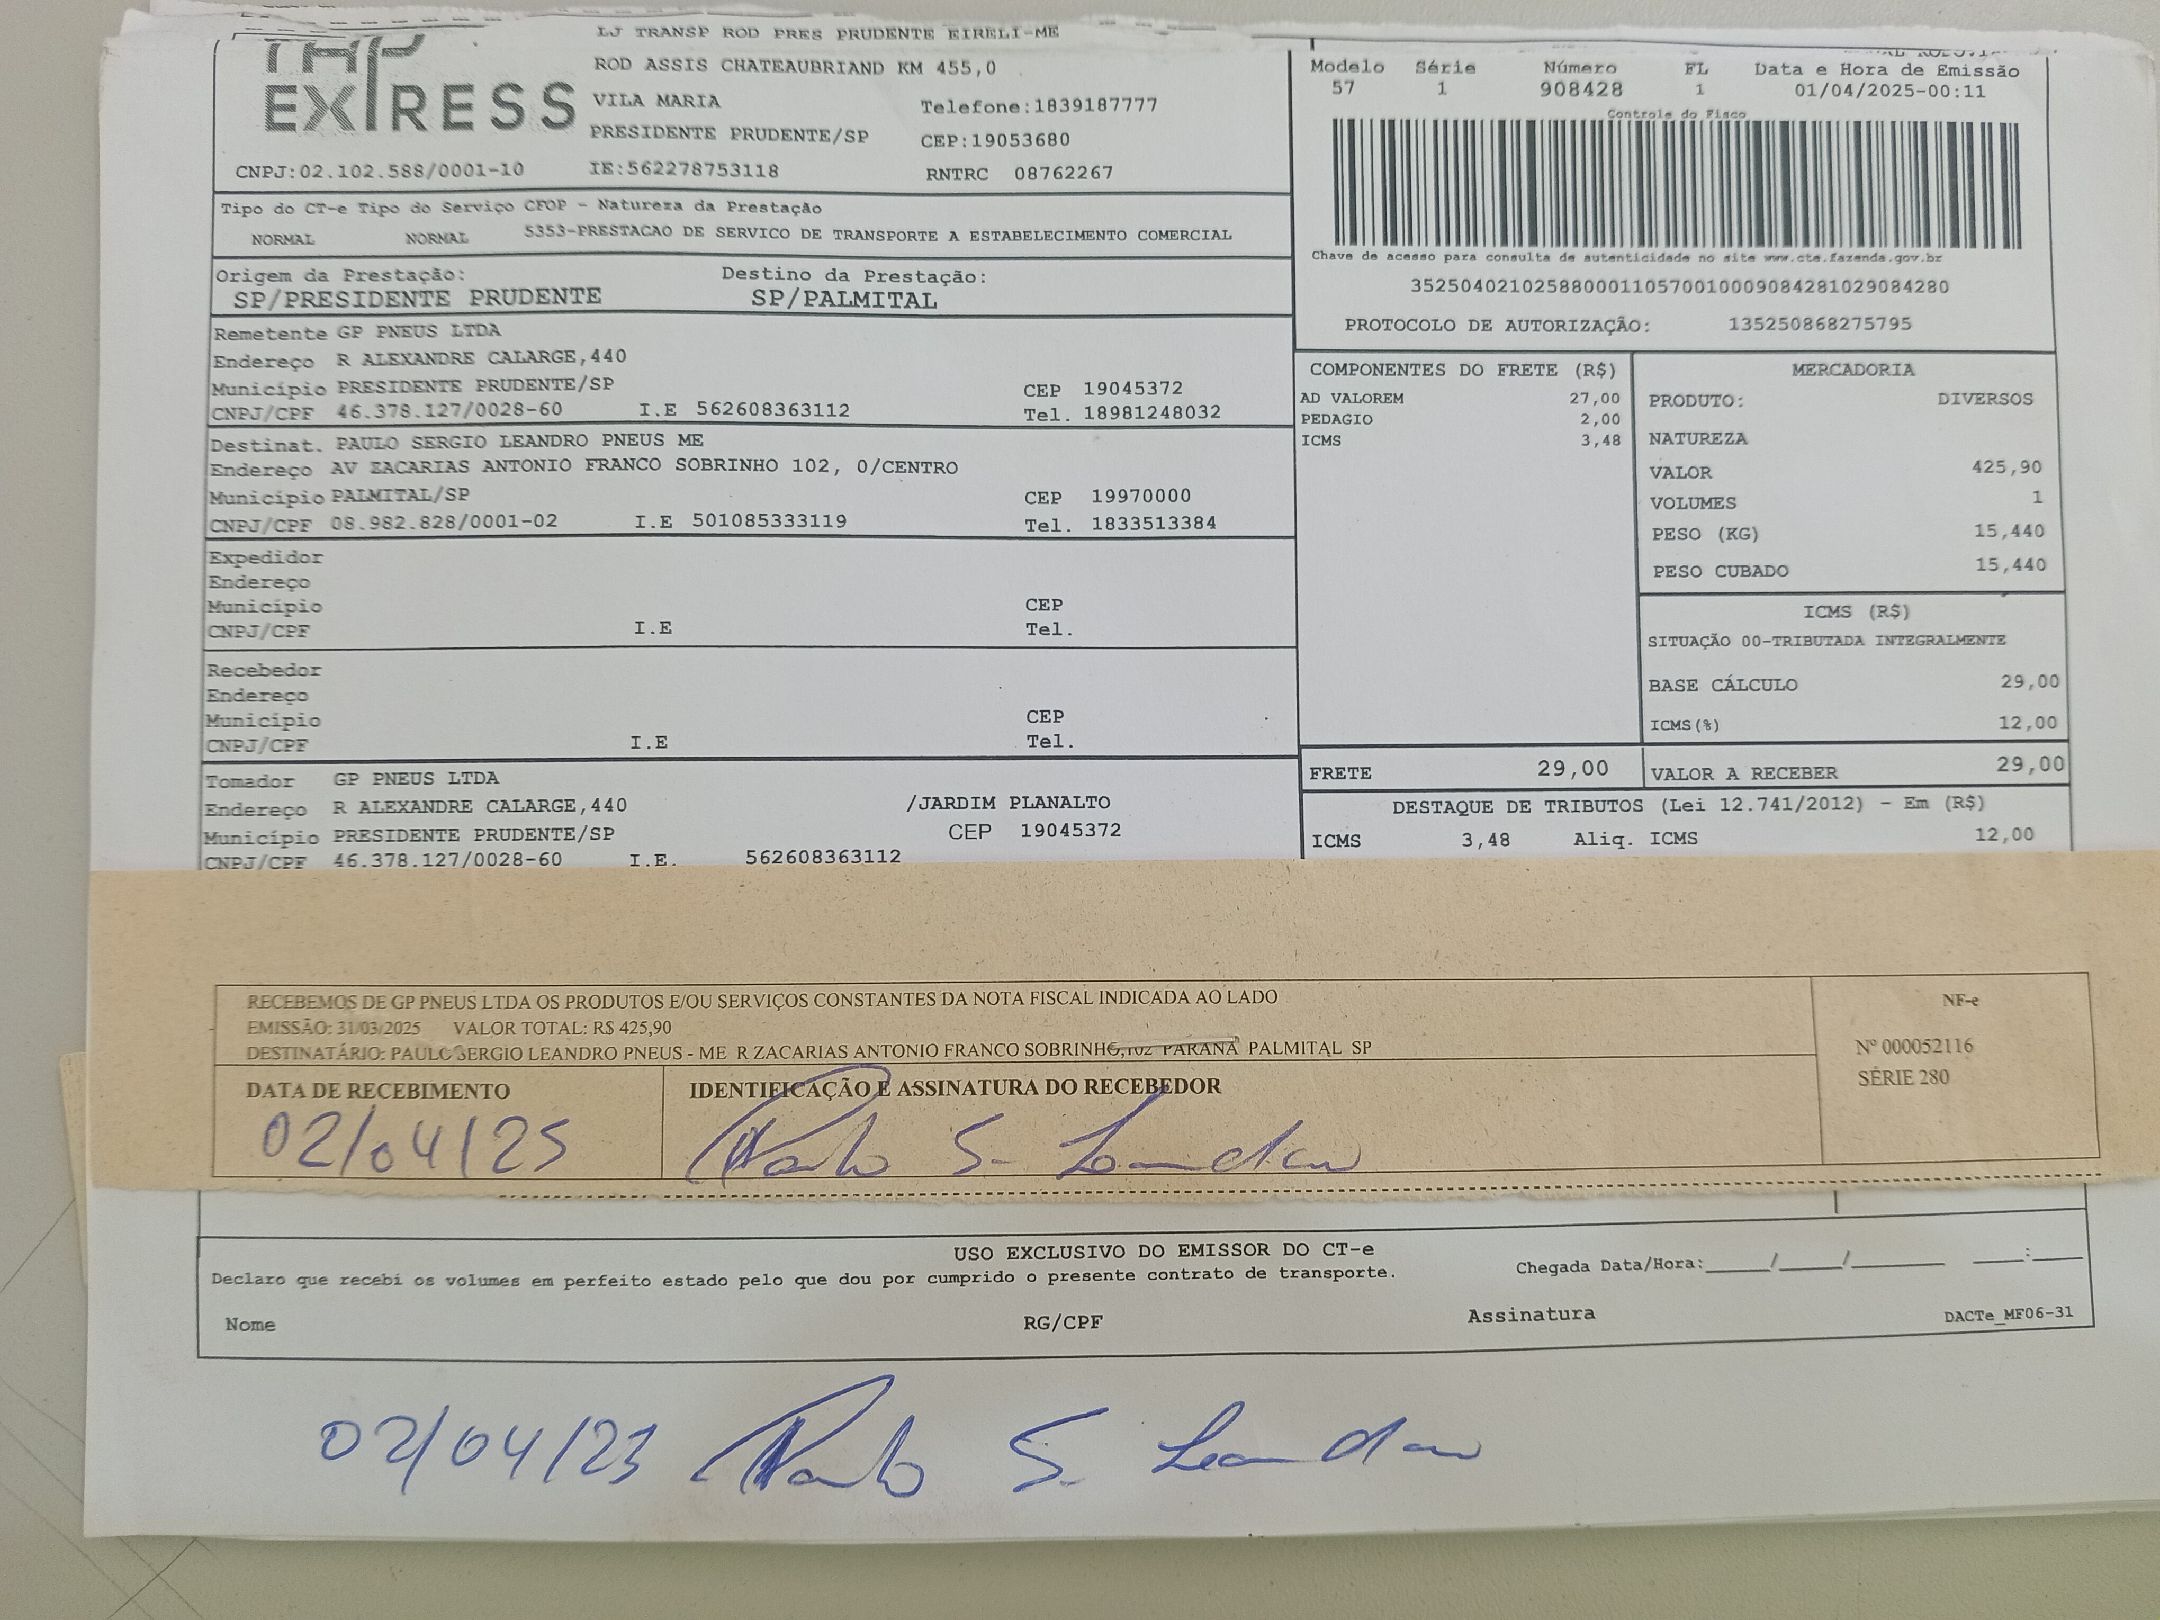 EXPRESS
LJ TRANSP ROD PRES PRUDENTE EIRELI-ME
ROD ASSIS CHATEAUBRIAND KM 455,0
VILA MARIA Telefone:1839187777
PRESIDENTE PRUDENTE/SP CEP:19053680
CNPJ:02.102.588/0001-10 IE:562278753118 RNTRC 08762267
Modelo Série Número FL Data e Hora de Emissão
57 1 908428 1 01/04/2025-00:11
Controle do Fisco
Tipo do CT-e Tipo do Serviço CFOP - Natureza da Prestação
NORMAL NORMAL 5353-PRESTACAO DE SERVICO DE TRANSPORTE A ESTABELECIMENTO COMERCIAL
Chave de acesso para consulta de autenticidade no site www.cte.fazenda.gov.br
35250402102588000110570010009084281029084280
PROTOCOLO DE AUTORIZAÇÃO: 135250868275795
Origem da Prestação: Destino da Prestação:
SP/PRESIDENTE PRUDENTE SP/PALMITAL
Remetente GP PNEUS LTDA
Endereço R ALEXANDRE CALARGE,440
Município PRESIDENTE PRUDENTE/SP CEP 19045372
CNPJ/CPF 46.378.127/0028-60 I.E 562608363112 Tel. 18981248032
Destinat. PAULO SERGIO LEANDRO PNEUS ME
Endereço AV ZACARIAS ANTONIO FRANCO SOBRINHO 102, 0/CENTRO
Município PALMITAL/SP CEP 19970000
CNPJ/CPF 08.982.828/0001-02 I.E 501085333119 Tel. 1833513384
Expedidor
Endereço
Município CEP
CNPJ/CPF I.E Tel.
Recebedor
Endereço
Município CEP
CNPJ/CPF I.E Tel.
Tomador GP PNEUS LTDA
Endereço R ALEXANDRE CALARGE,440 /JARDIM PLANALTO
Município PRESIDENTE PRUDENTE/SP CEP 19045372
CNPJ/CPF 46.378.127/0028-60 I.E. 562608363112
COMPONENTES DO FRETE (R$)
AD VALOREM 27,00
PEDAGIO 2,00
ICMS 3,48
MERCADORIA
PRODUTO: DIVERSOS
NATUREZA
VALOR 425,90
VOLUMES 1
PESO (KG) 15,440
PESO CUBADO 15,440
ICMS (R$)
SITUAÇÃO 00-TRIBUTADA INTEGRALMENTE
BASE CÁLCULO 29,00
ICMS(%) 12,00
FRETE 29,00 VALOR A RECEBER 29,00
DESTAQUE DE TRIBUTOS (Lei 12.741/2012) - Em (R$)
ICMS 3,48 Aliq. ICMS 12,00
RECEBEMOS DE GP PNEUS LTDA OS PRODUTOS E/OU SERVIÇOS CONSTANTES DA NOTA FISCAL INDICADA AO LADO
EMISSÃO: 31/03/2025 VALOR TOTAL: R$ 425,90
DESTINATÁRIO: PAULO SERGIO LEANDRO PNEUS - ME R ZACARIAS ANTONIO FRANCO SOBRINHO,102 PARANÁ PALMITAL SP
NF-e
Nº 000052116
SÉRIE 280
DATA DE RECEBIMENTO IDENTIFICAÇÃO E ASSINATURA DO RECEBEDOR
02/04/25 Paulo S. Leandro
USO EXCLUSIVO DO EMISSOR DO CT-e
Declaro que recebi os volumes em perfeito estado pelo que dou por cumprido o presente contrato de transporte.
Chegada Data/Hora:_____/_____/________ ____:____
Nome RG/CPF Assinatura DACTe_MF06-31
02/04/23 Paulo S. Leandro